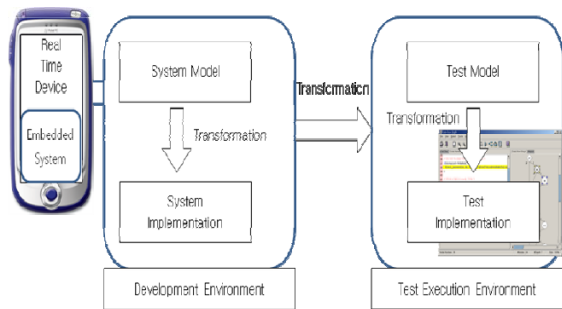 Real
Time
Device
Embedded
System
System Model
Transformation
System
Implementation
Development Environment
Transformation
Test Model
Transformation
Test
Implementation
Test Execution Environment